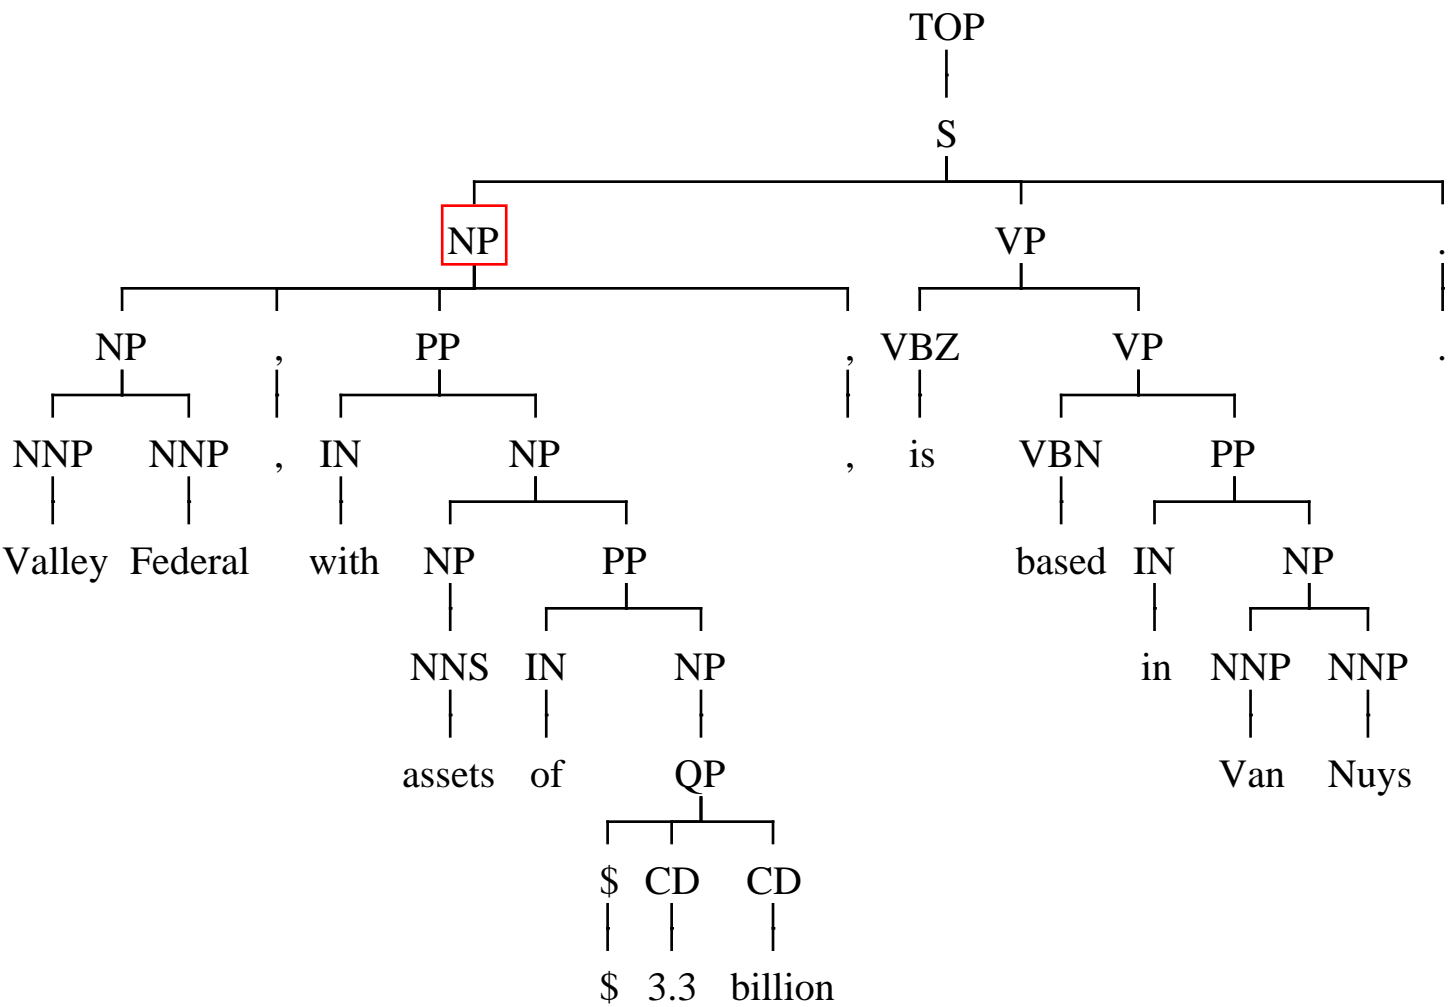 TOP
S
NP VP .
NP , PP , VBZ VP .
NNP NNP , IN NP , is VBN PP
Valley Federal with NP PP based IN NP
NNS IN NP in NNP NNP
assets of QP Van Nuys
$ CD CD
$ 3.3 billion